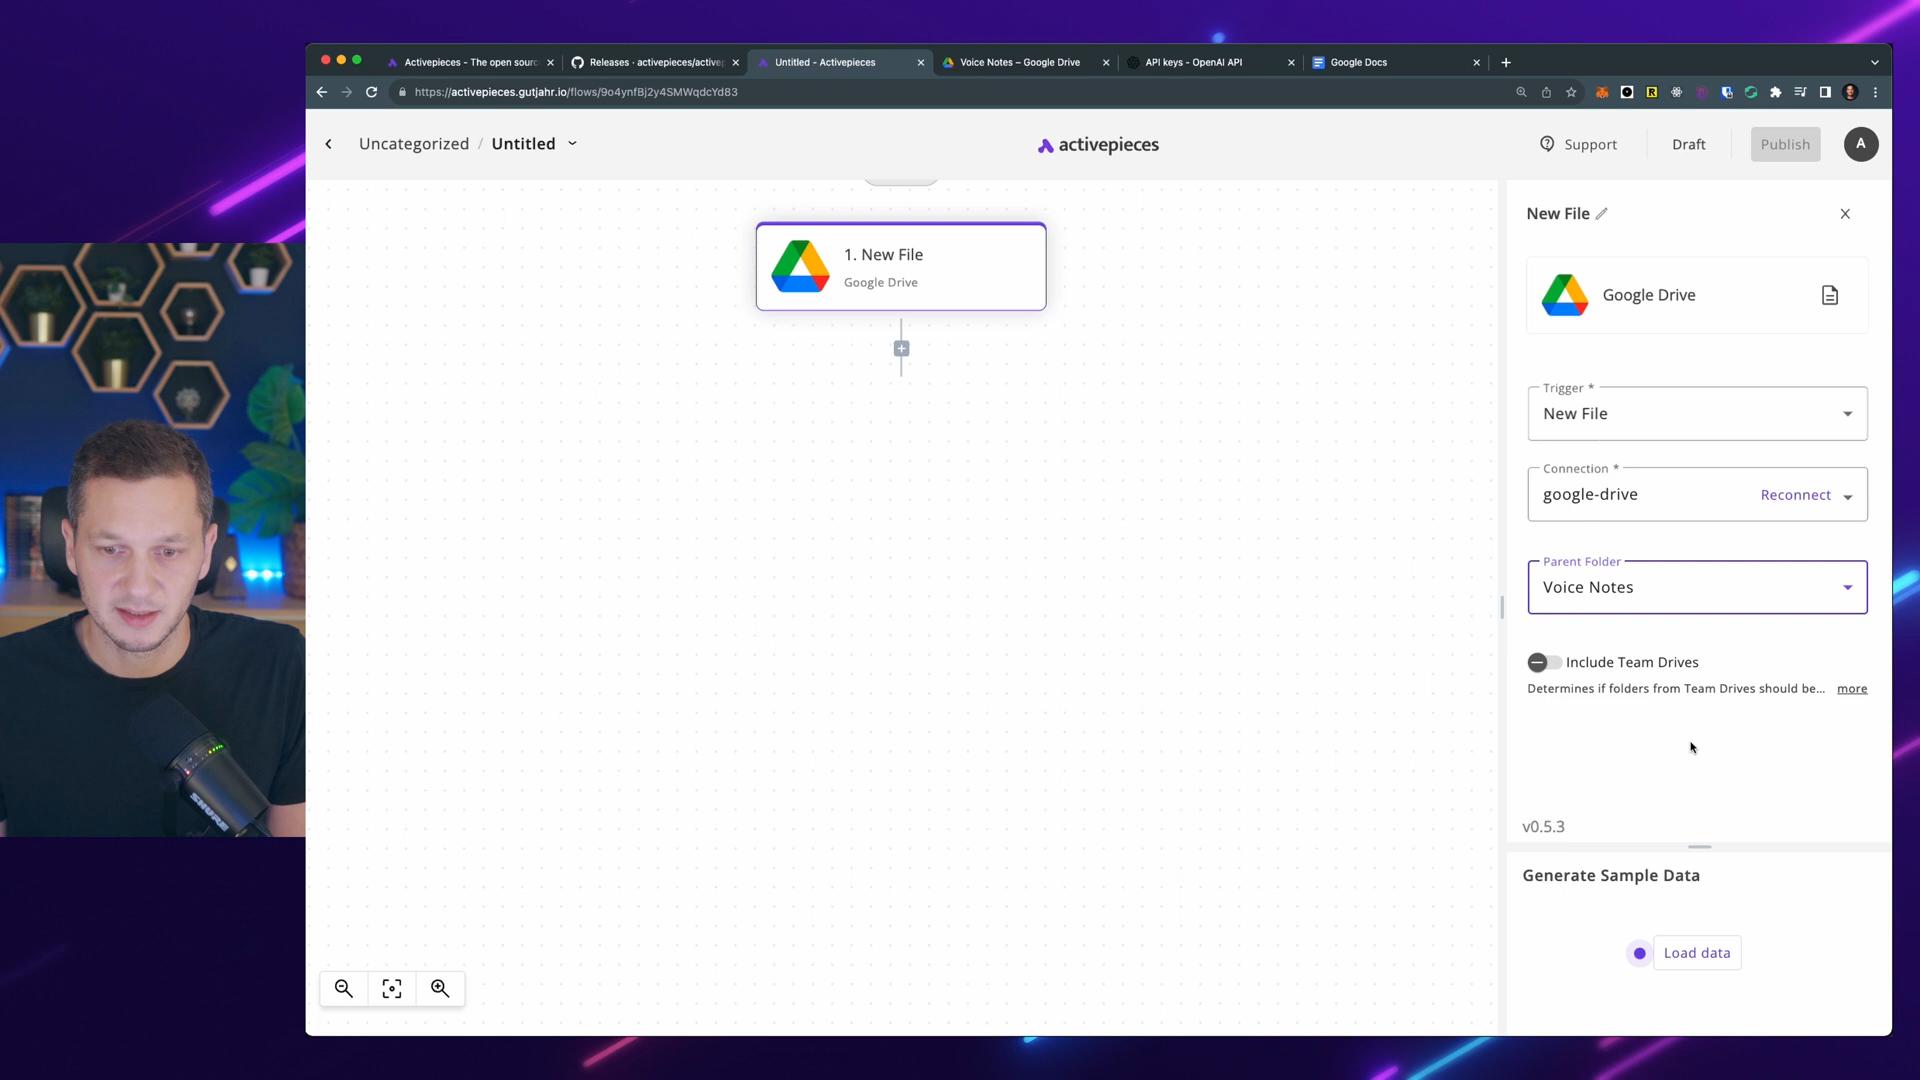 Activepieces - The open sourc
Releases · activepieces/activep
Untitled - Activepieces
Voice Notes – Google Drive
API keys - OpenAI API
Google Docs
https://activepieces.gutjahr.io/flows/9o4ynfBj2y4SMWqdcYd83
Uncategorized / Untitled
activepieces
Support
Draft
Publish
A
1. New File
Google Drive
New File
Google Drive
Trigger *
New File
Connection *
google-drive
Reconnect
Parent Folder
Voice Notes
Include Team Drives
Determines if folders from Team Drives should be... more
v0.5.3
Generate Sample Data
Load data
SHURE